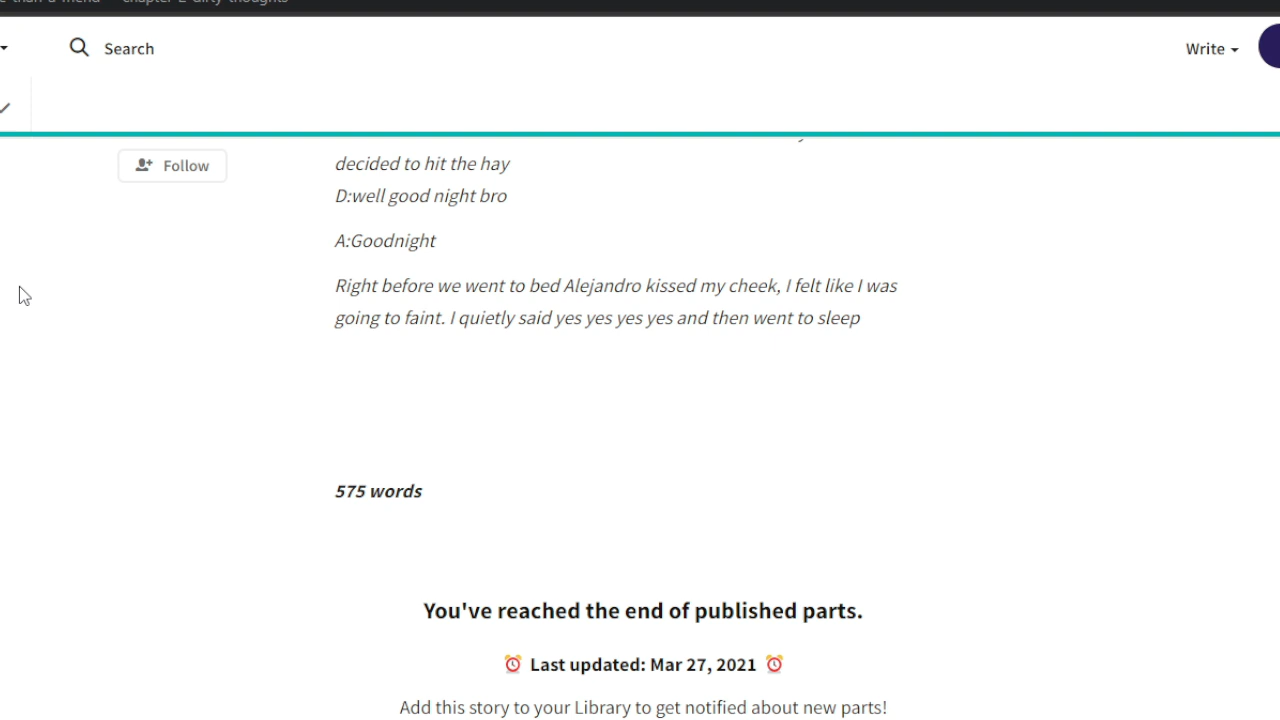 Search
Write
Follow
decided to hit the hay
D:well good night bro
A:Goodnight
Right before we went to bed Alejandro kissed my cheek, I felt like I was
going to faint. I quietly said yes yes yes yes and then went to sleep
575 words
You've reached the end of published parts.
⏰ Last updated: Mar 27, 2021 ⏰
Add this story to your Library to get notified about new parts!